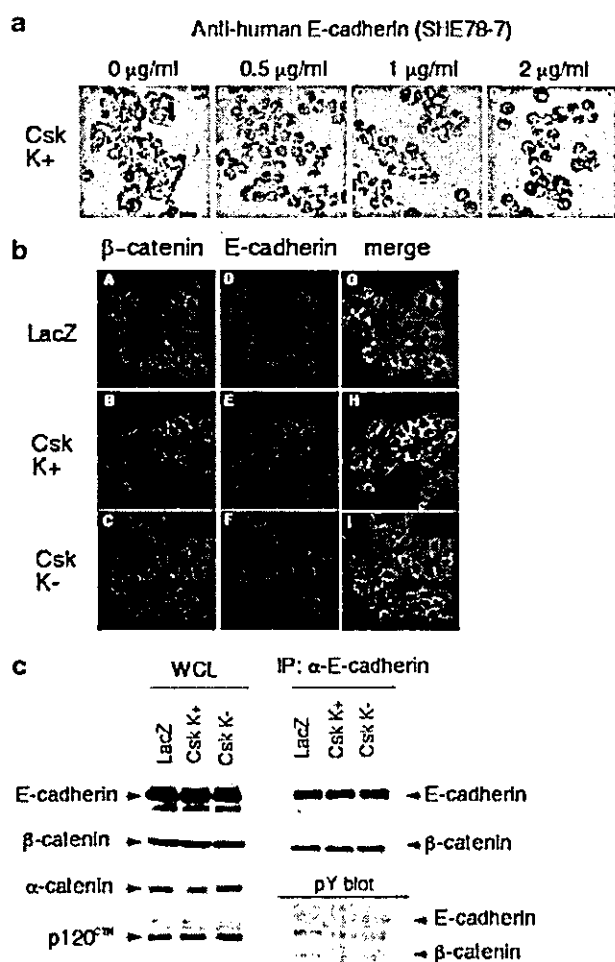 a
Anti-human E-cadherin (SHE78-7)
0 µg/ml 0.5 µg/ml 1 µg/ml 2 µg/ml
Csk
K+
b
β-catenin E-cadherin merge
LacZ
A D G
Csk
K+
B E H
Csk
K-
C F I
c
WCL IP: α-E-cadherin
LacZ Csk K+ Csk K- LacZ Csk K+ Csk K-
E-cadherin E-cadherin
β-catenin β-catenin
α-catenin pY blot
E-cadherin
p120CTN
β-catenin